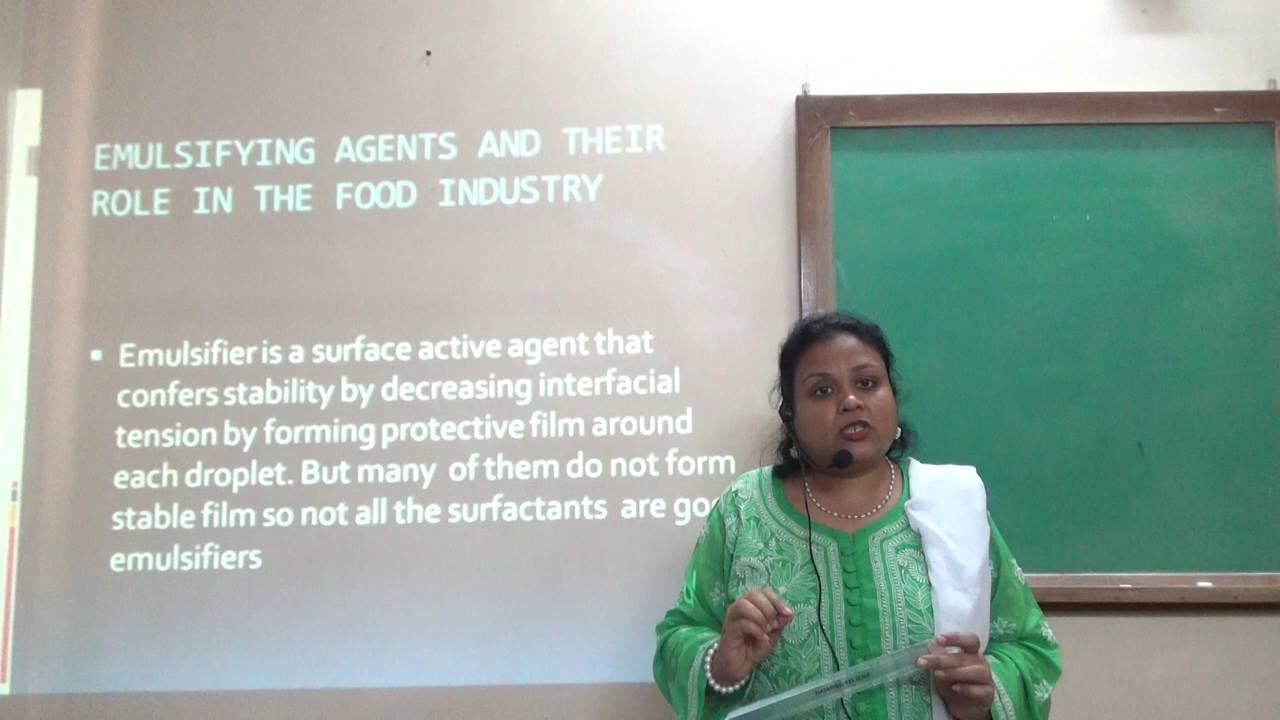 EMULSIFYING AGENTS AND THEIR
ROLE IN THE FOOD INDUSTRY
Emulsifier is a surface active agent that
confers stability by decreasing interfacial
tension by forming protective film around
each droplet. But many of them do not form
stable film so not all the surfactants are
emulsifiers